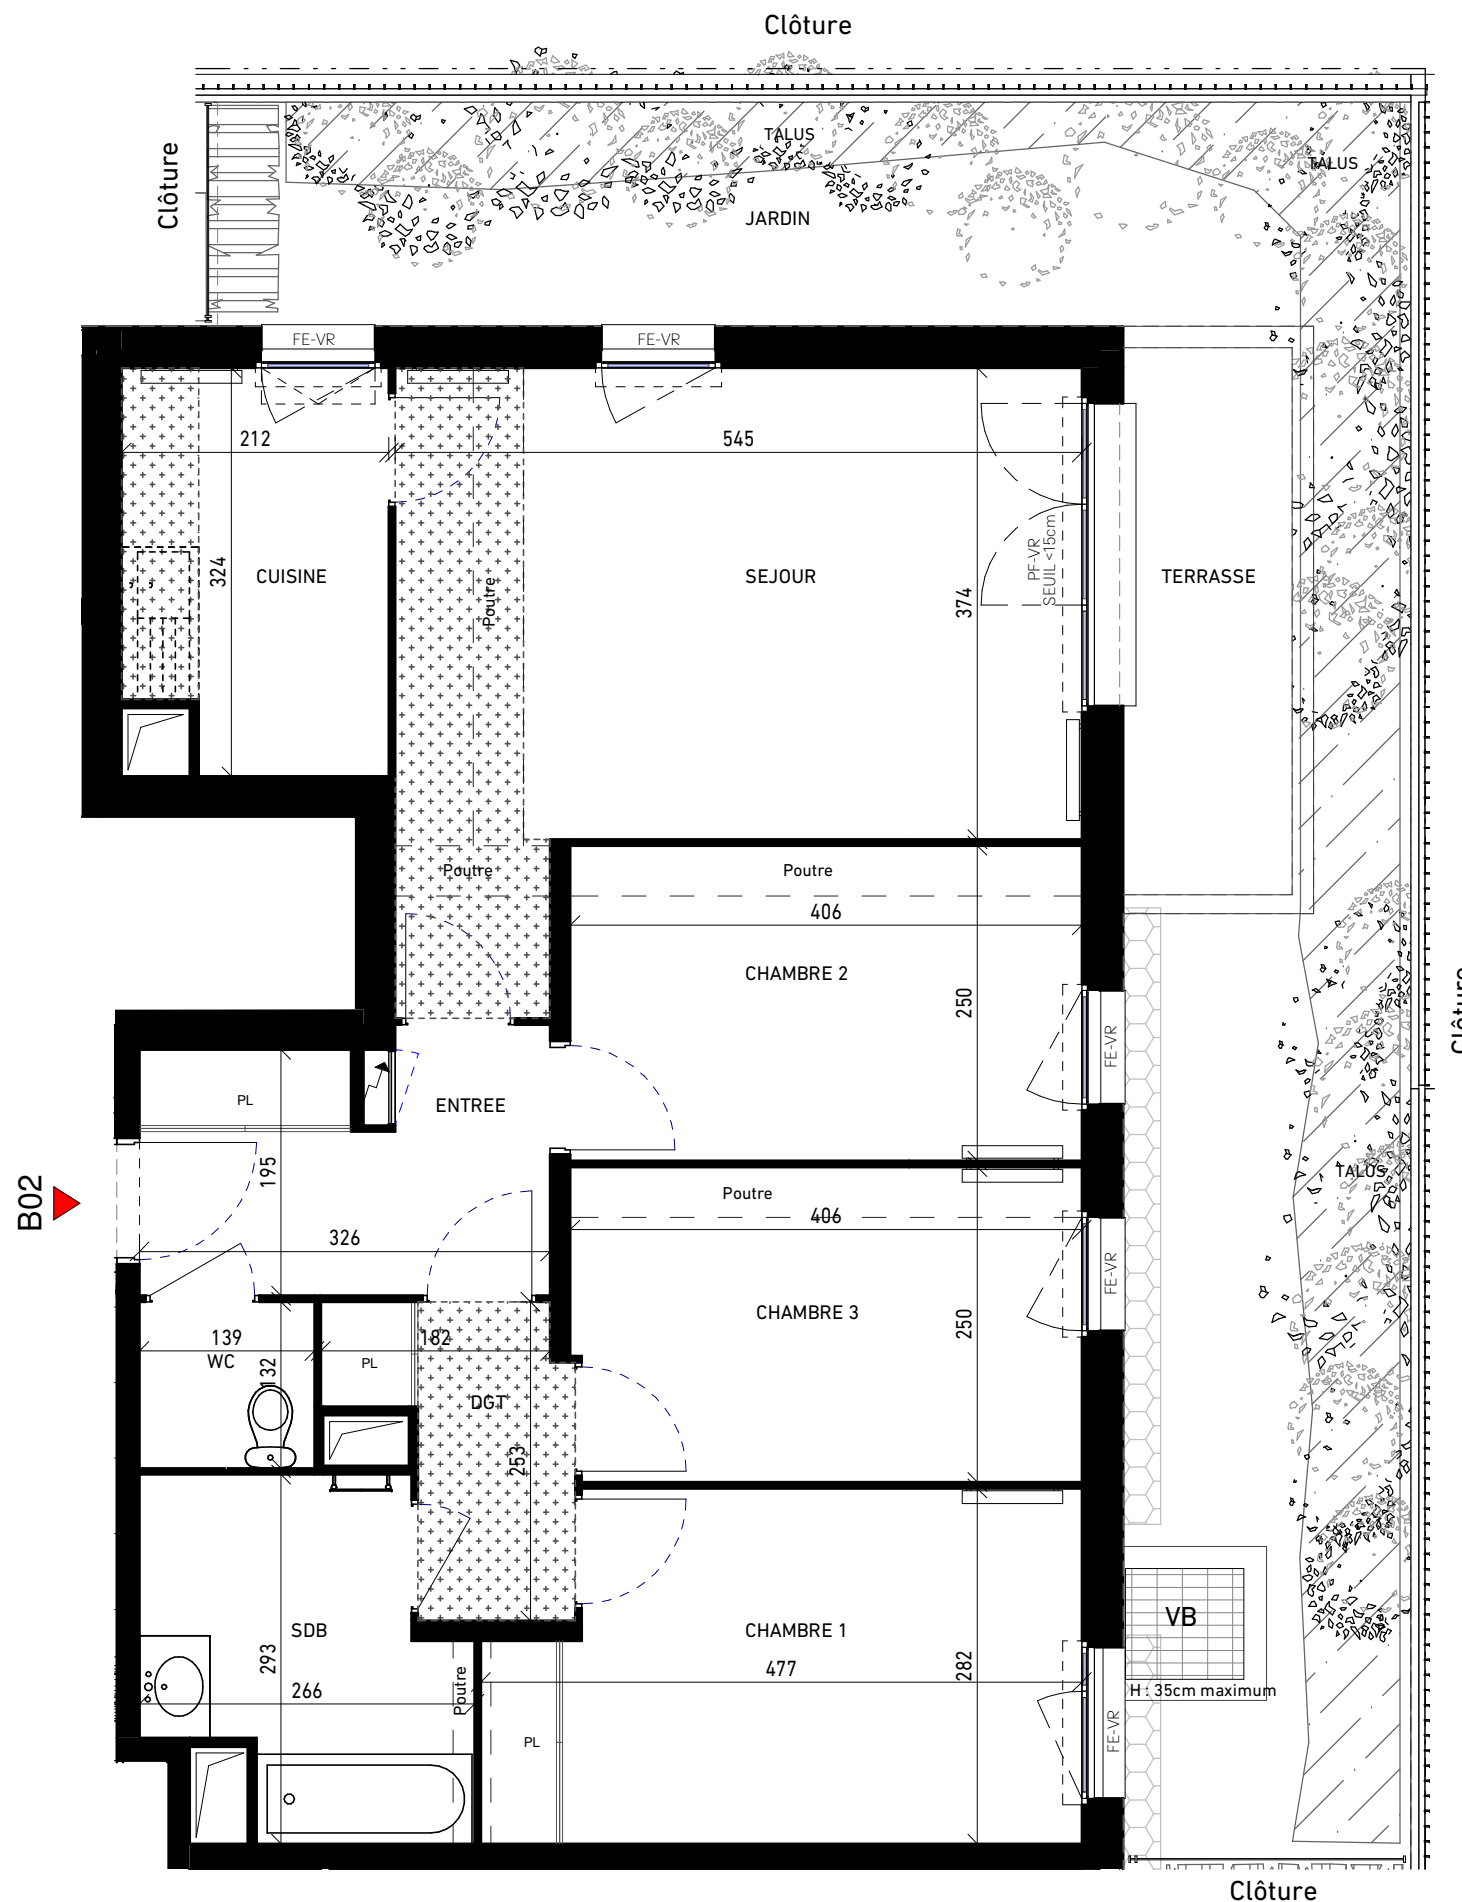 Clôture
Clôture
TALUS
TALUS
JARDIN
FE-VR
FE-VR
212
545
324
CUISINE
Poutre
SEJOUR
374
PF-VR
SEUIL <15cm
TERRASSE
Poutre
Poutre
406
CHAMBRE 2
250
FE-VR
Clôture
PL
ENTREE
195
B02
326
Poutre
406
TALUS
FE-VR
CHAMBRE 3
250
139
WC
132
182
PL
DGT
253
SDB
293
266
Poutre
CHAMBRE 1
477
282
PL
FE-VR
VB
H : 35cm maximum
Clôture